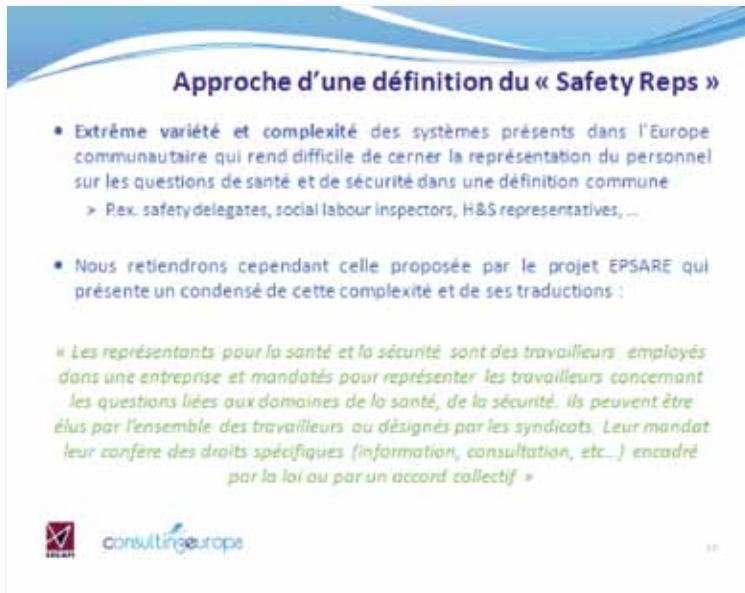 Approche d'une définition du « Safety Reps »
• Extrême variété et complexité des systèmes présents dans l'Europe
communautaire qui rend difficile de cerner la représentation du personnel
sur les questions de santé et de sécurité dans une définition commune
> P.ex. safety delegates, social labour inspectors, H&S representatives, ...
• Nous retiendrons cependant celle proposée par le projet EPSARE qui
présente un condensé de cette complexité et de ses traductions :
« Les représentants pour la santé et la sécurité sont des travailleurs employés
dans une entreprise et mandatés pour représenter les travailleurs concernant
les questions liées aux domaines de la santé, de la sécurité. Ils peuvent être
élus par l'ensemble des travailleurs ou désignés par les syndicats. Leur mandat
leur confère des droits spécifiques (information, consultation, etc...) encadré
par la loi ou par un accord collectif »
consultingeurope